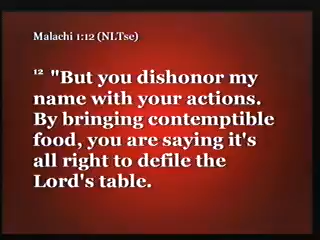 Malachi 1:12 (NLTse)
12 "But you dishonor my
name with your actions.
By bringing contemptible
food, you are saying it's
all right to defile the
Lord's table.